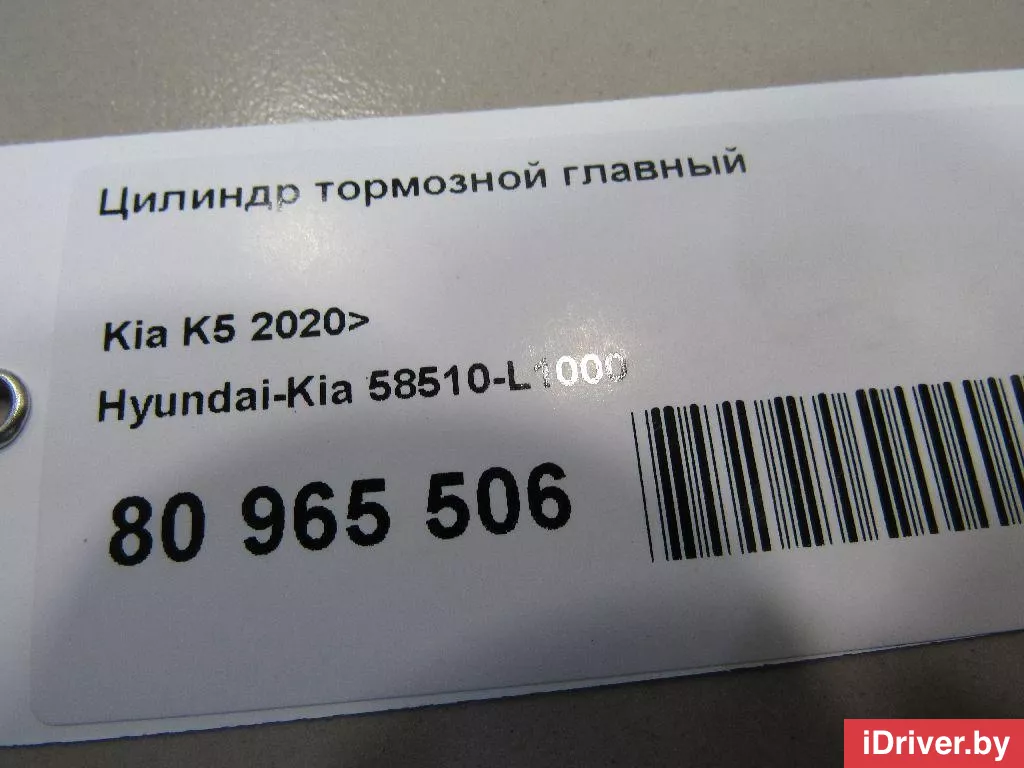 Цилиндр тормозной главный
Kia K5 2020>
Hyundai-Kia 58510-L1000
80 965 506
iDriver.by